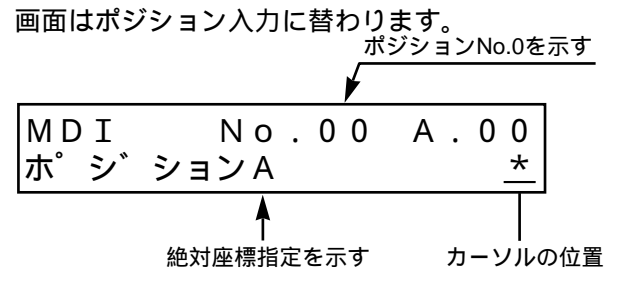 画面はポジション入力に替わります。
ポジションNo.0を示す
MDI No.00 A.00
ポジションA *
絶対座標指定を示す
カーソルの位置